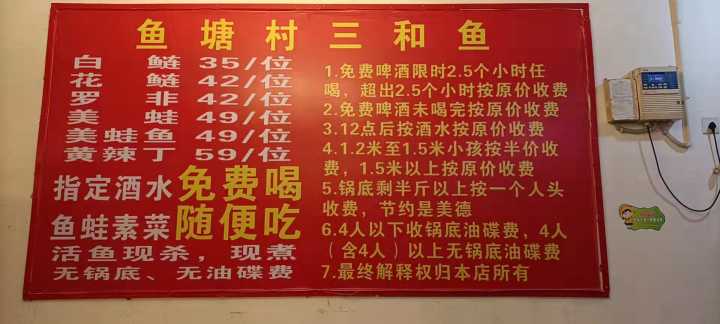 鱼塘村三和鱼
白 鲢 35/位
花 鲢 42/位
罗 非 42/位
美 蛙 49/位
美蛙鱼 49/位
黄辣丁 59/位
指定酒水免费喝
鱼蛙素菜随便吃
活鱼现杀，现煮
无锅底、无油碟费
1.免费啤酒限时2.5个小时任
喝，超出2.5个小时按原价收费
2.免费啤酒未喝完按原价收费
3.12点后按酒水按原价收费
4.1.2米至1.5米小孩按半价收
费，1.5米以上按原价收费
5.锅底剩半斤以上按一个人头
收费，节约是美德
6.4人以下收锅底油碟费，4人
（含4人）以上无锅底油碟费
7.最终解释权归本店所有